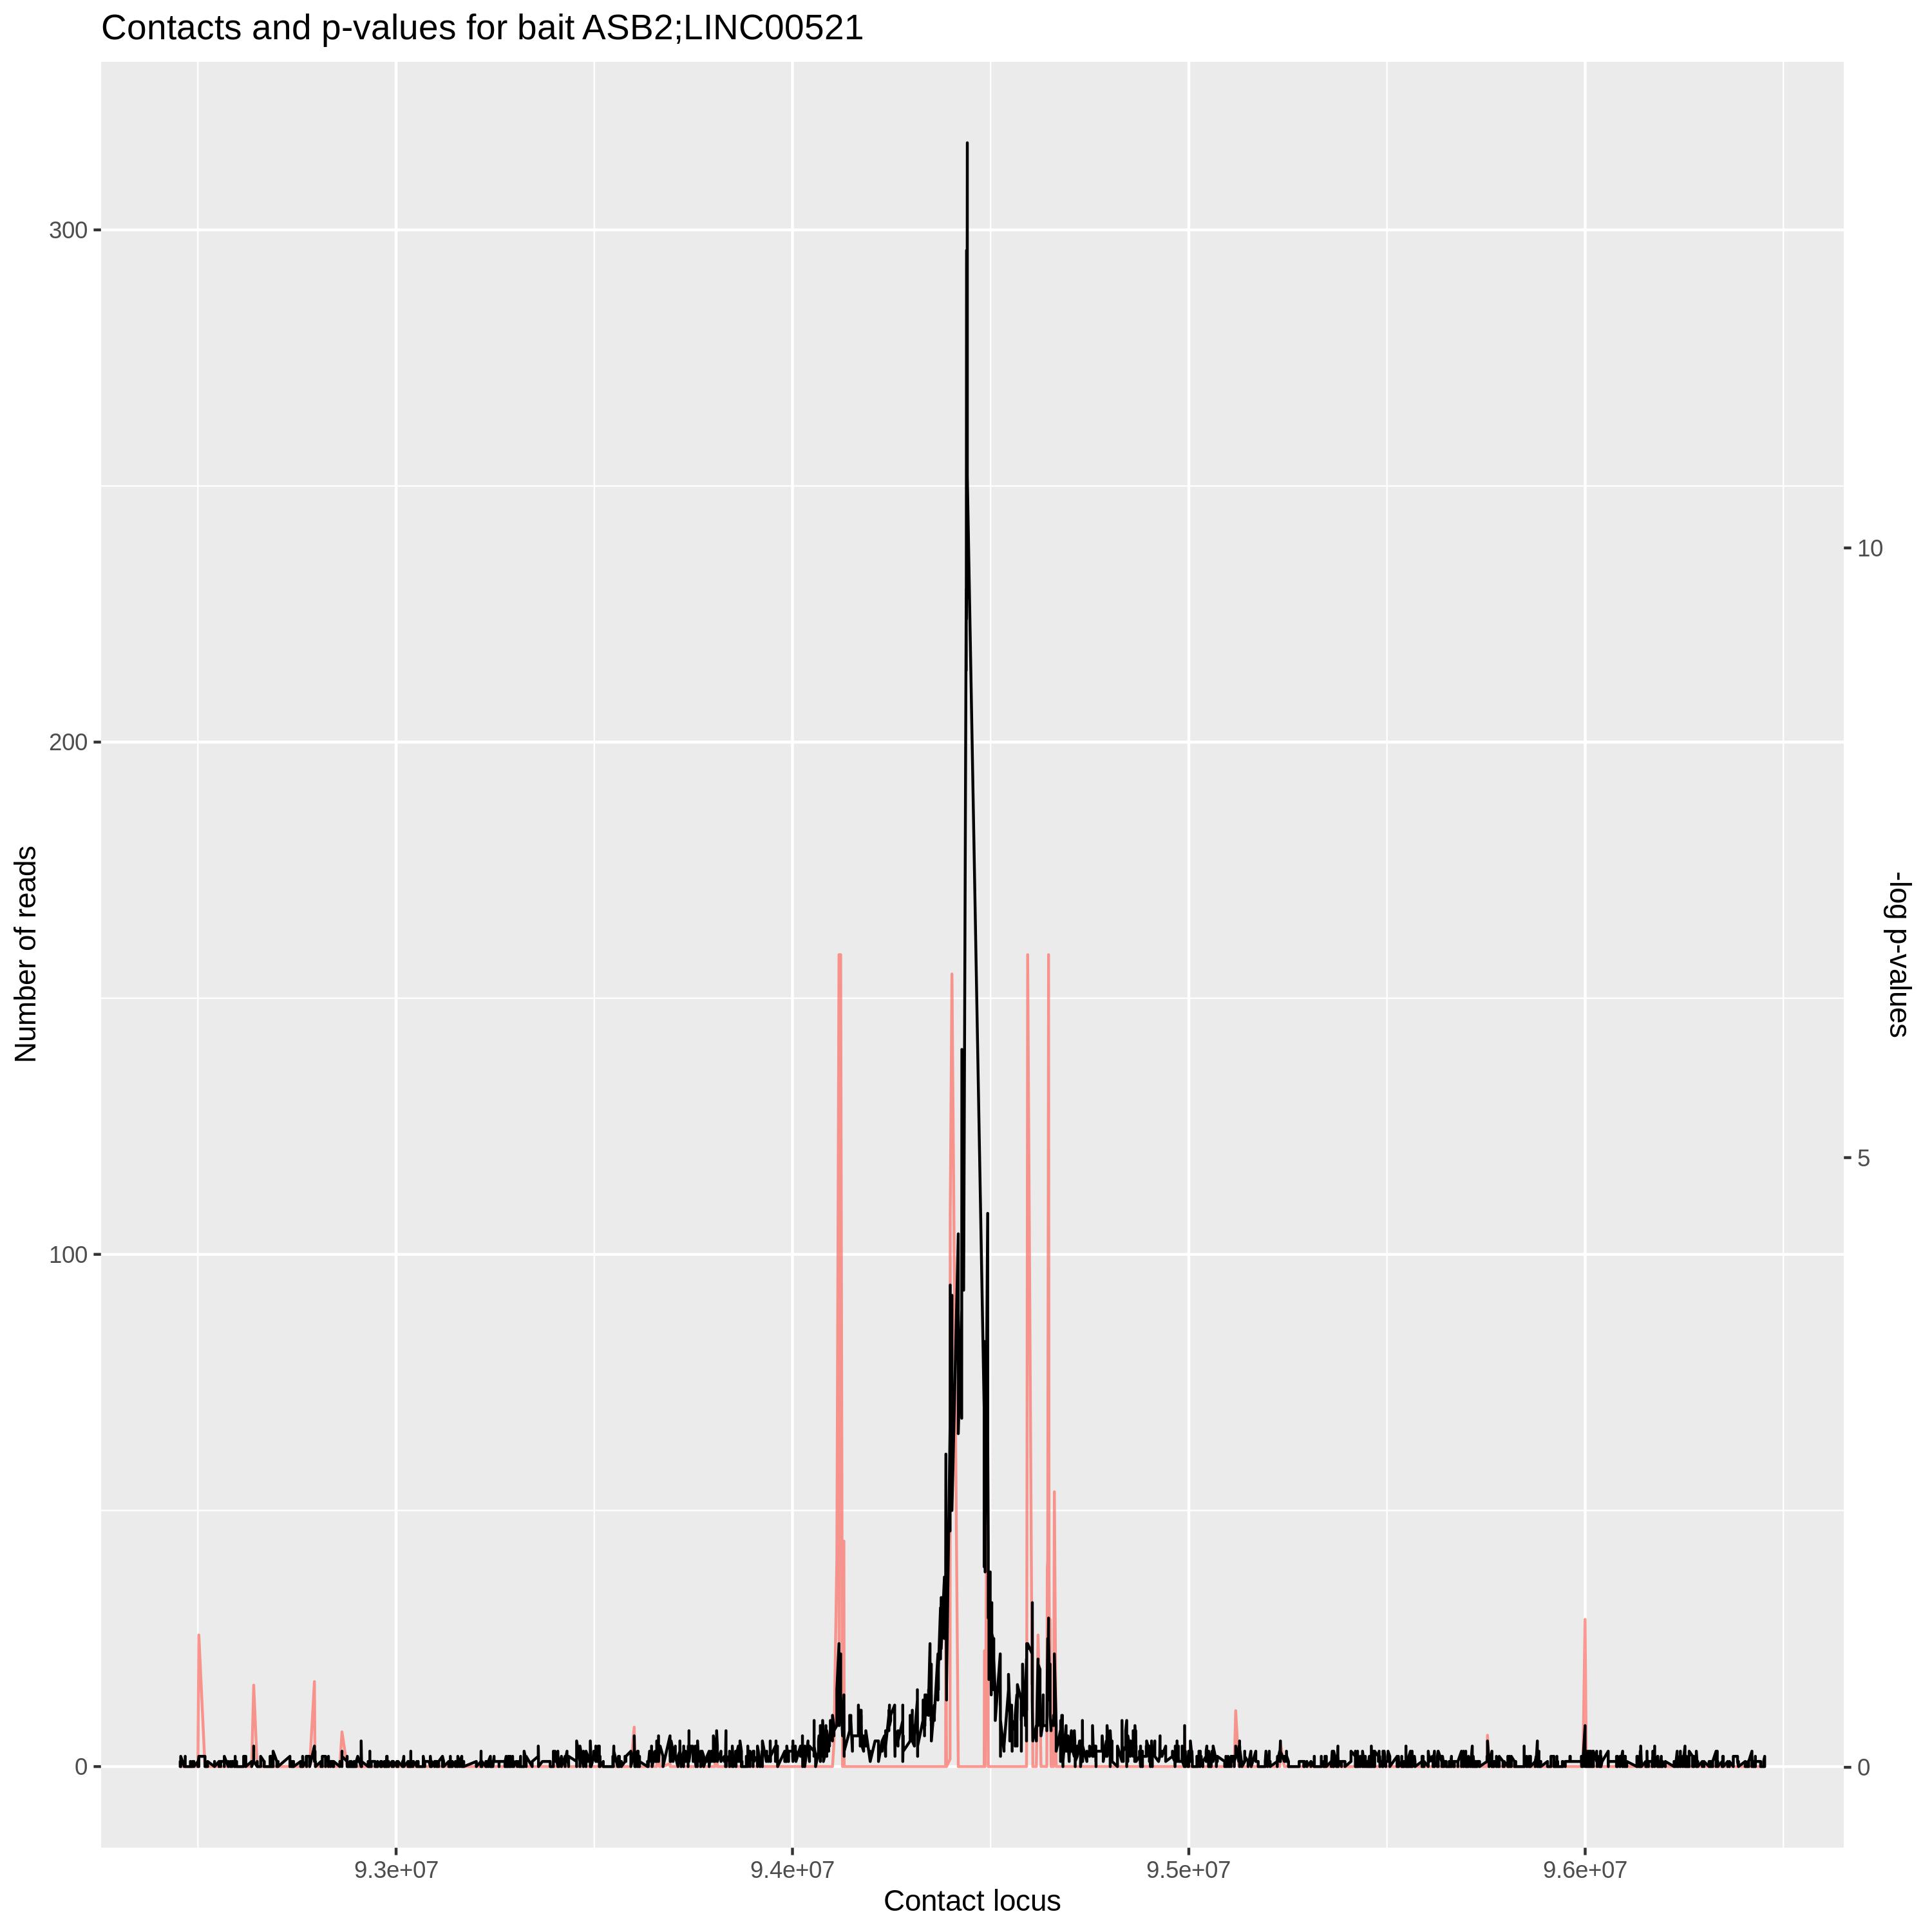 Contacts and p-values for bait ASB2;LINC00521
300
200
100
0
Number of reads
10
5
0
-log p-values
9.3e+07
9.4e+07
9.5e+07
9.6e+07
Contact locus